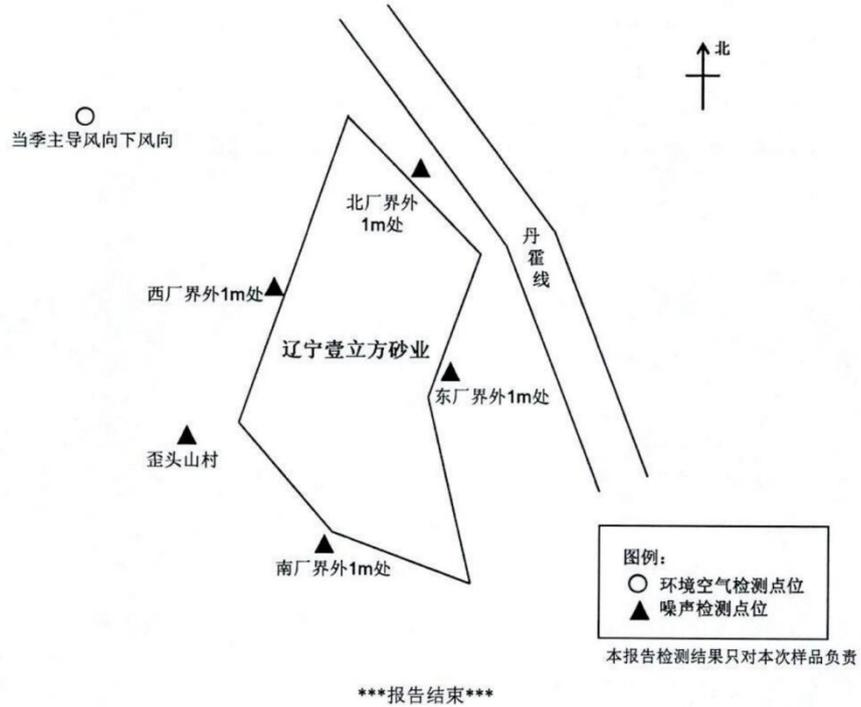 北
当季主导风向下风向
北厂界外
1m处
丹
霍
线
西厂界外1m处
辽宁壹立方砂业
东厂界外1m处
歪头山村
南厂界外1m处
图例：
环境空气检测点位
噪声检测点位
本报告检测结果只对本次样品负责
***报告结束***